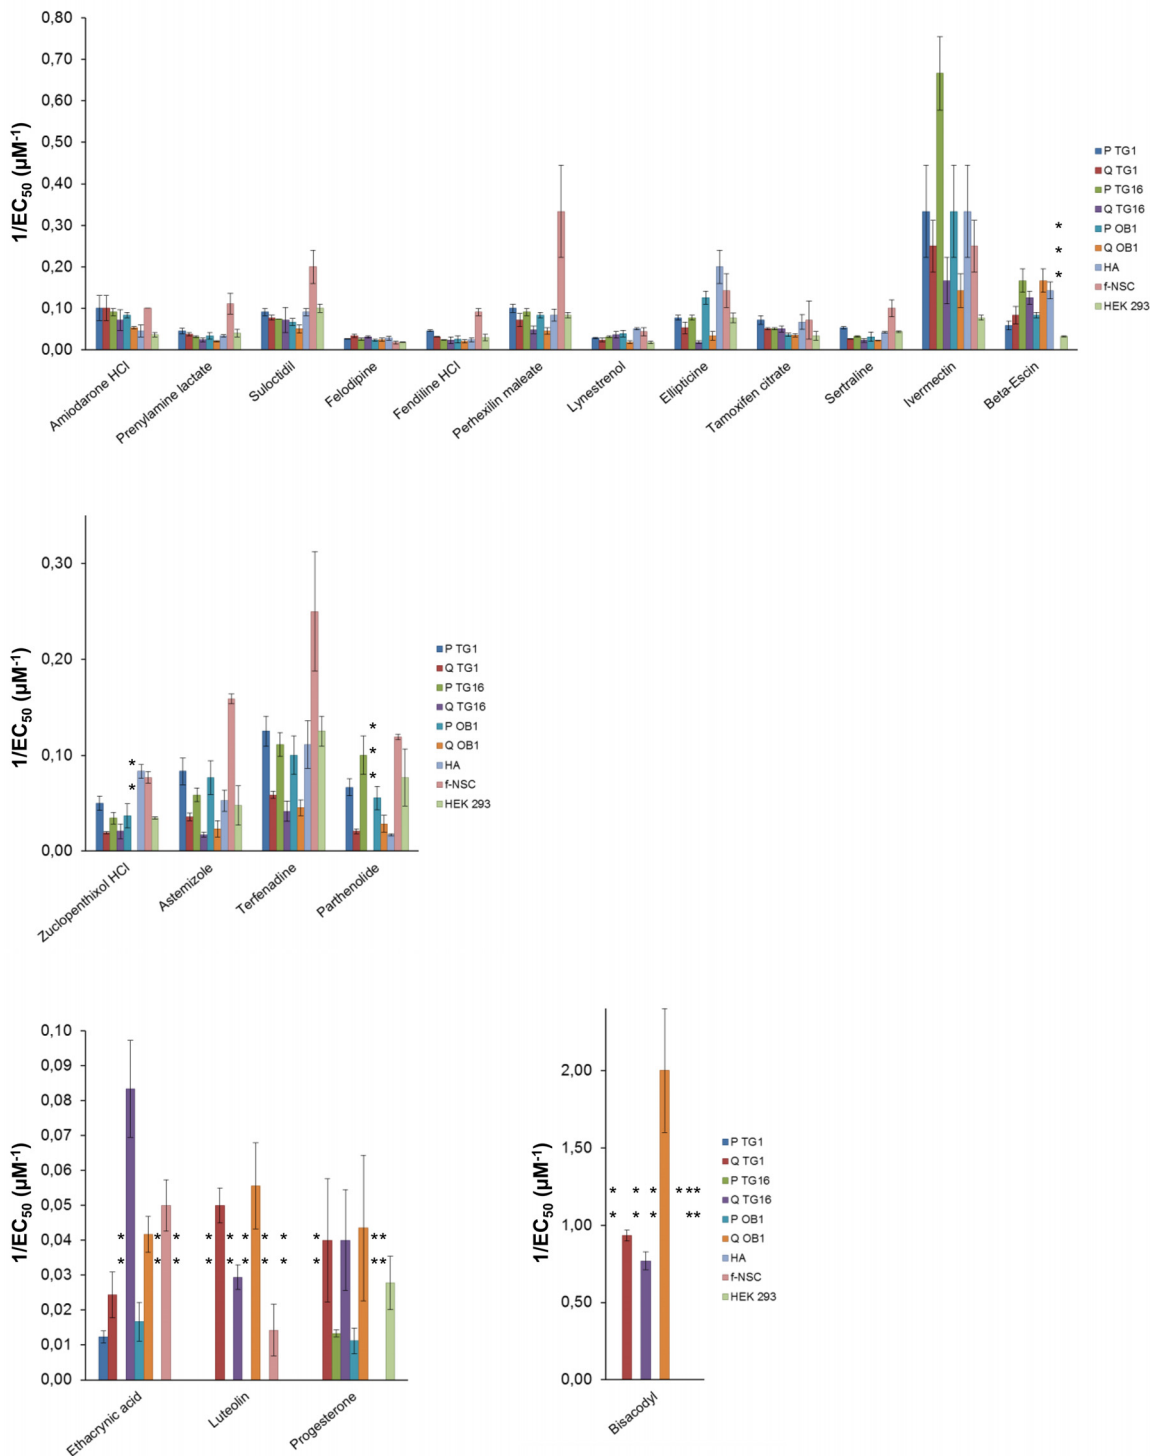 0,80
0,70
0,60
0,50
0,40
0,30
0,20
0,10
0,00
1/EC50 (µM-1)
* * *
Amiodarone HCl
Prenylamine lactate
Suloctidil
Felodipine
Fendiline HCl
Perhexilin maleate
Lynestrenol
Ellipticine
Tamoxifen citrate
Sertraline
Ivermectin
Beta-Escin
P TG1
Q TG1
P TG16
Q TG16
P OB1
Q OB1
HA
f-NSC
HEK 293
0,30
0,20
0,10
0,00
1/EC50 (µM-1)
* *
* * *
Zuclopenthixol HCl
Astemizole
Terfenadine
Parthenolide
P TG1
Q TG1
P TG16
Q TG16
P OB1
Q OB1
HA
f-NSC
HEK 293
0,10
0,09
0,08
0,07
0,06
0,05
0,04
0,03
0,02
0,01
0,00
1/EC50 (µM-1)
* * * * * * * * **
* * * * * * * * **
Ethacrynic acid
Luteolin
Progesterone
2,00
1,50
1,00
0,50
0,00
1/EC50 (µM-1)
* * * * ***
* * * **
Bisacodyl
P TG1
Q TG1
P TG16
Q TG16
P OB1
Q OB1
HA
f-NSC
HEK 293